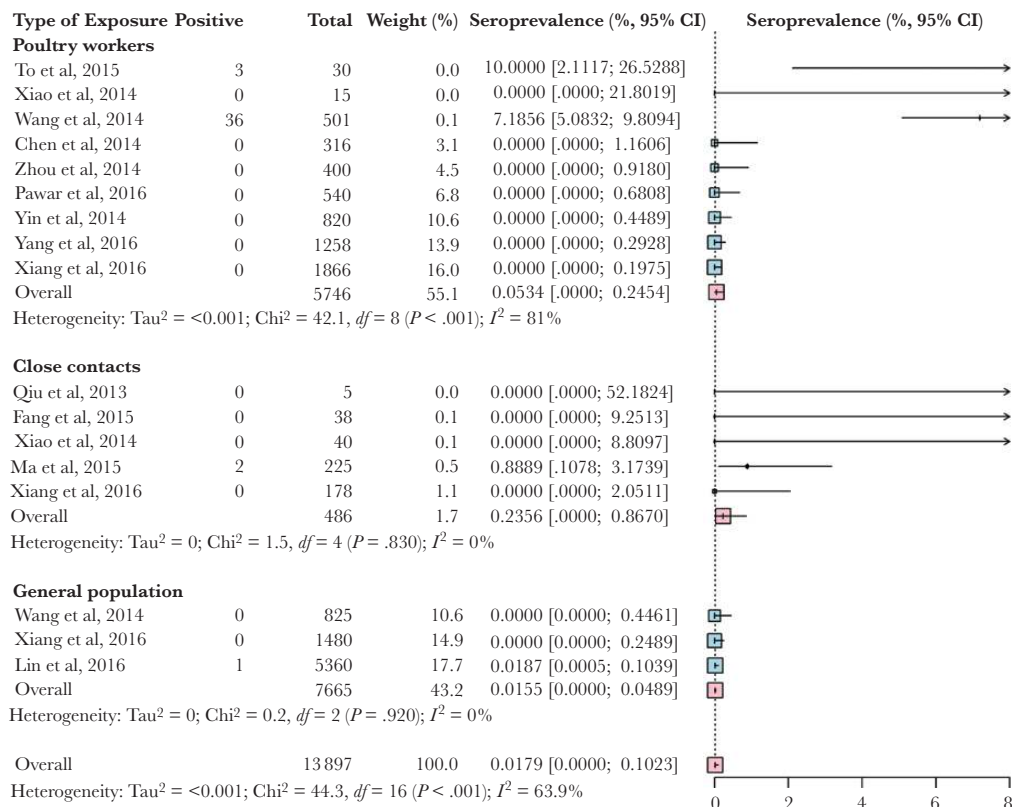 Type of Exposure Positive Total Weight (%) Seroprevalence (%, 95% CI) Seroprevalence (%, 95% CI)
Poultry workers
To et al, 2015 3 30 0.0 10.0000 [2.1117; 26.5288]
Xiao et al, 2014 0 15 0.0 0.0000 [.0000; 21.8019]
Wang et al, 2014 36 501 0.1 7.1856 [5.0832; 9.8094]
Chen et al, 2014 0 316 3.1 0.0000 [.0000; 1.1606]
Zhou et al, 2014 0 400 4.5 0.0000 [.0000; 0.9180]
Pawar et al, 2016 0 540 6.8 0.0000 [.0000; 0.6808]
Yin et al, 2014 0 820 10.6 0.0000 [.0000; 0.4489]
Yang et al, 2016 0 1258 13.9 0.0000 [.0000; 0.2928]
Xiang et al, 2016 0 1866 16.0 0.0000 [.0000; 0.1975]
Overall 5746 55.1 0.0534 [.0000; 0.2454]
Heterogeneity: Tau² = <0.001; Chi² = 42.1, df = 8 (P < .001); I² = 81%
Close contacts
Qiu et al, 2013 0 5 0.0 0.0000 [.0000; 52.1824]
Fang et al, 2015 0 38 0.1 0.0000 [.0000; 9.2513]
Xiao et al, 2014 0 40 0.1 0.0000 [.0000; 8.8097]
Ma et al, 2015 2 225 0.5 0.8889 [.1078; 3.1739]
Xiang et al, 2016 0 178 1.1 0.0000 [.0000; 2.0511]
Overall 486 1.7 0.2356 [.0000; 0.8670]
Heterogeneity: Tau² = 0; Chi² = 1.5, df = 4 (P = .830); I² = 0%
General population
Wang et al, 2014 0 825 10.6 0.0000 [0.0000; 0.4461]
Xiang et al, 2016 0 1480 14.9 0.0000 [0.0000; 0.2489]
Lin et al, 2016 1 5360 17.7 0.0187 [0.0005; 0.1039]
Overall 7665 43.2 0.0155 [0.0000; 0.0489]
Heterogeneity: Tau² = 0; Chi² = 0.2, df = 2 (P = .920); I² = 0%
Overall 13 897 100.0 0.0179 [0.0000; 0.1023]
Heterogeneity: Tau² = <0.001; Chi² = 44.3, df = 16 (P < .001); I² = 63.9%
0 2 4 6 8